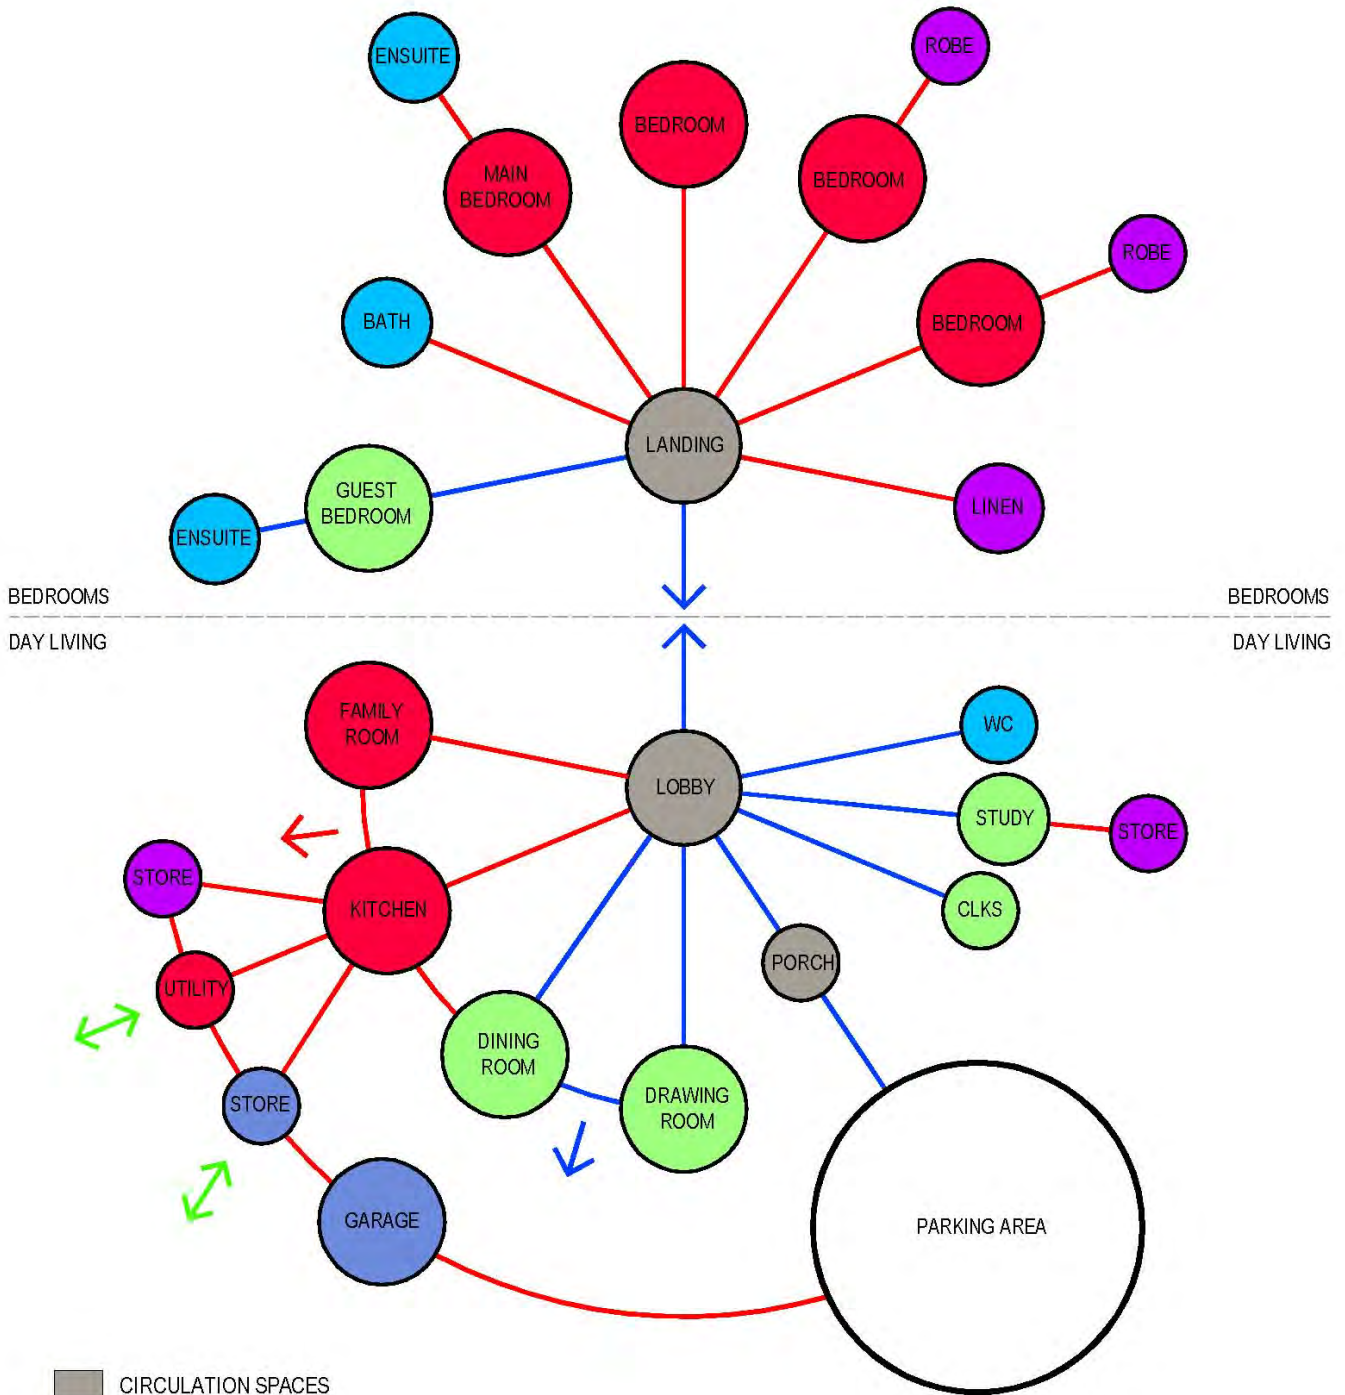 ENSUITE
ROBE
BEDROOM
MAIN
BEDROOM
BEDROOM
ROBE
BATH
BEDROOM
LANDING
GUEST
BEDROOM
LINEN
ENSUITE
BEDROOMS
BEDROOMS
DAY LIVING
DAY LIVING
FAMILY
ROOM
WC
LOBBY
STUDY
STORE
STORE
KITCHEN
CLKS
PORCH
UTILITY
DINING
ROOM
STORE
DRAWING
ROOM
GARAGE
PARKING AREA
CIRCULATION SPACES